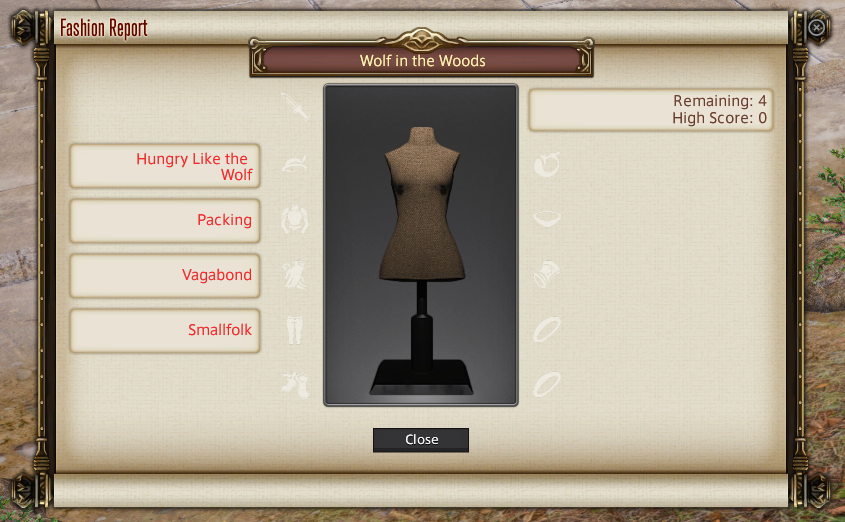 Fashion Report
Wolf in the Woods
Remaining: 4
High Score: 0
Hungry Like the
Wolf
Packing
Vagabond
Smallfolk
Close